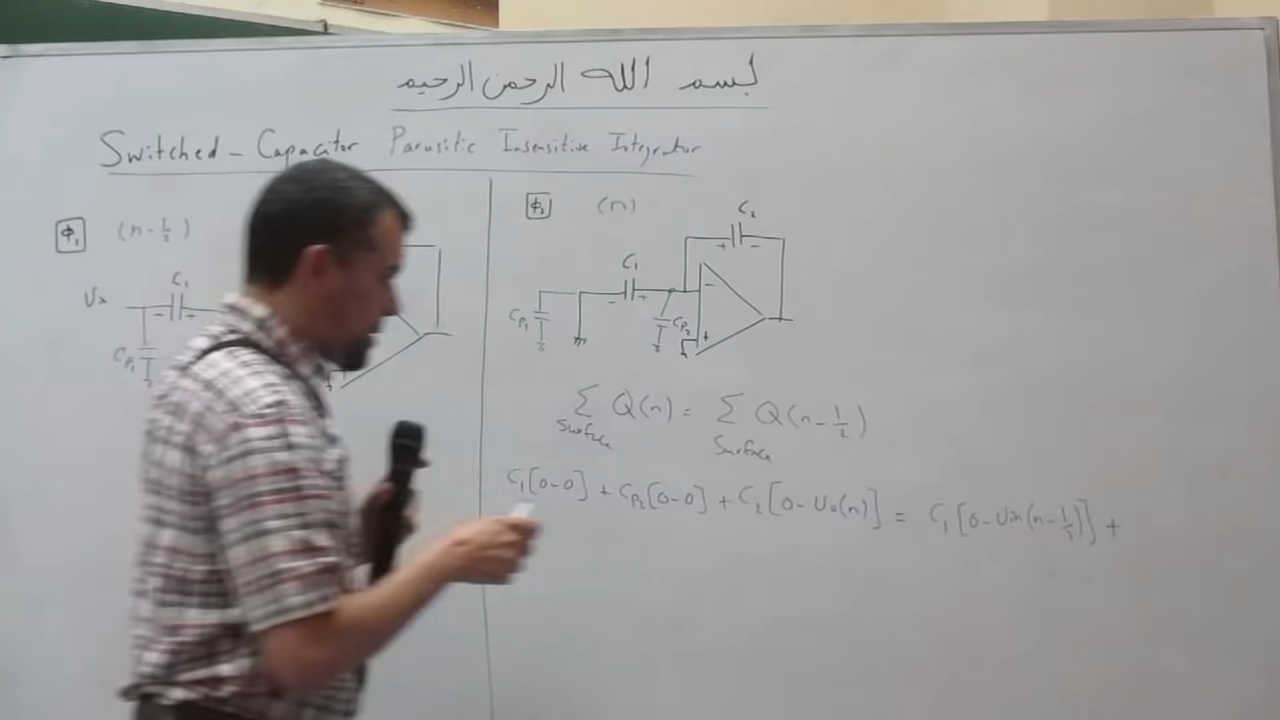 بسم الله الرحمن الرحيم
Switched - Capacitor Parasitic Insensitive Integrator
Φ₁ (n-½)
C₁
- +
Cp₁
Φ₂ (n)
C₂
+ -
C₁
- +
Cp₁
Cp₂
-
+
Σ Q(n) = Σ Q(n-½)
Surface Surface
C₁[0-0] + Cp₂[0-0] + C₂[0-Vo(n)] = C₁[0-Vin(n-½)] +